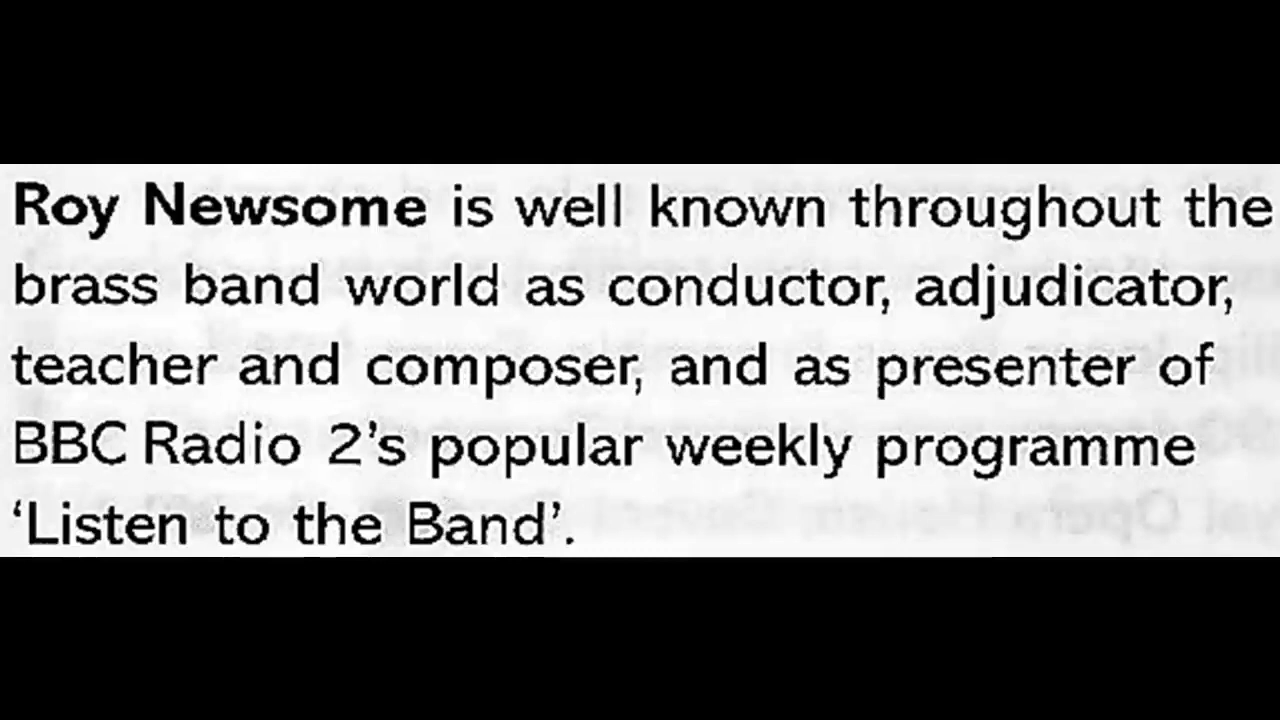 Roy Newsome is well known throughout the
brass band world as conductor, adjudicator,
teacher and composer, and as presenter of
BBC Radio 2’s popular weekly programme
‘Listen to the Band’.